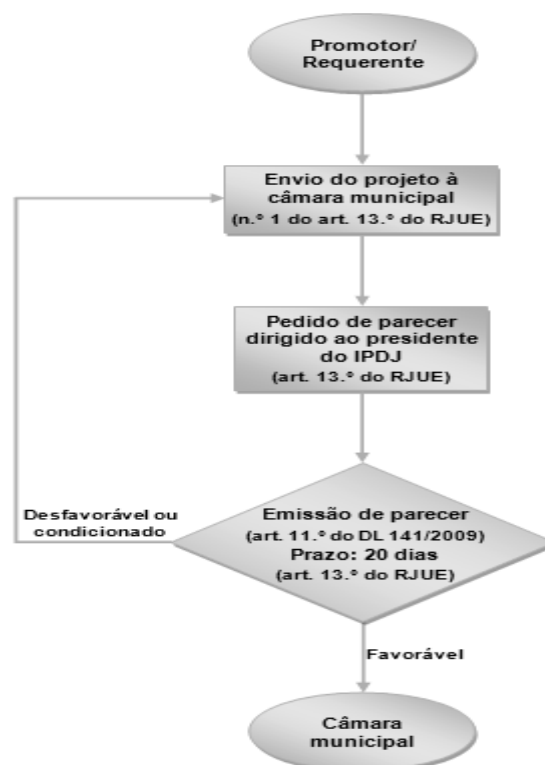 Promotor/
Requerente
Envio do projeto à
câmara municipal
(n.º 1 do art. 13.º do RJUE)
Pedido de parecer
dirigido ao presidente
do IPDJ
(art. 13.º do RJUE)
Desfavorável ou
condicionado
Emissão de parecer
(art. 11.º do DL 141/2009)
Prazo: 20 dias
(art. 13.º do RJUE)
Favorável
Câmara
municipal